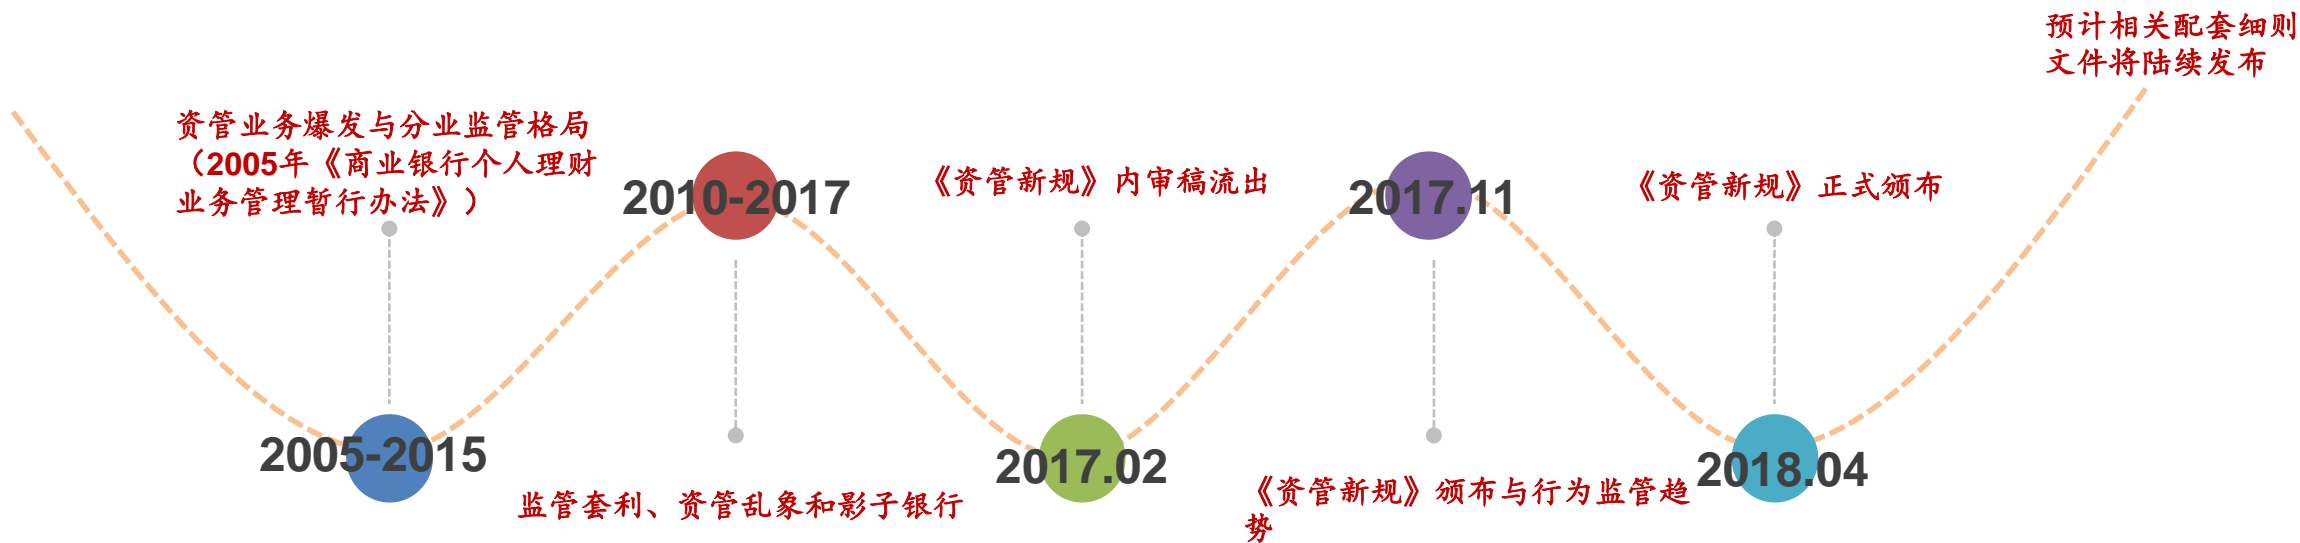 预计相关配套细则
文件将陆续发布
资管业务爆发与分业监管格局
（2005年《商业银行个人理财
业务管理暂行办法》）
2005-2015
2010-2017
监管套利、资管乱象和影子银行
《资管新规》内审稿流出
2017.02
2017.11
《资管新规》颁布与行为监管趋
势
《资管新规》正式颁布
2018.04